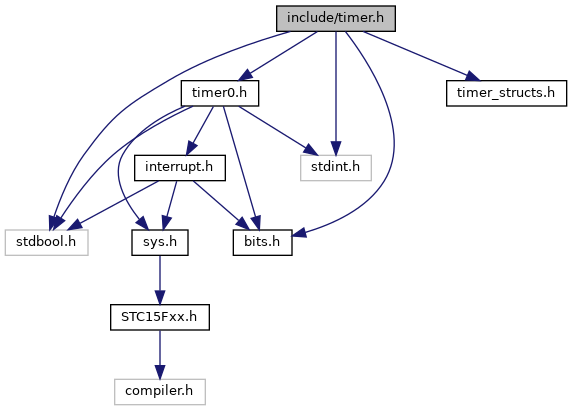 include/timer.h
timer0.h
timer_structs.h
interrupt.h
stdint.h
stdbool.h
sys.h
bits.h
STC15Fxx.h
compiler.h